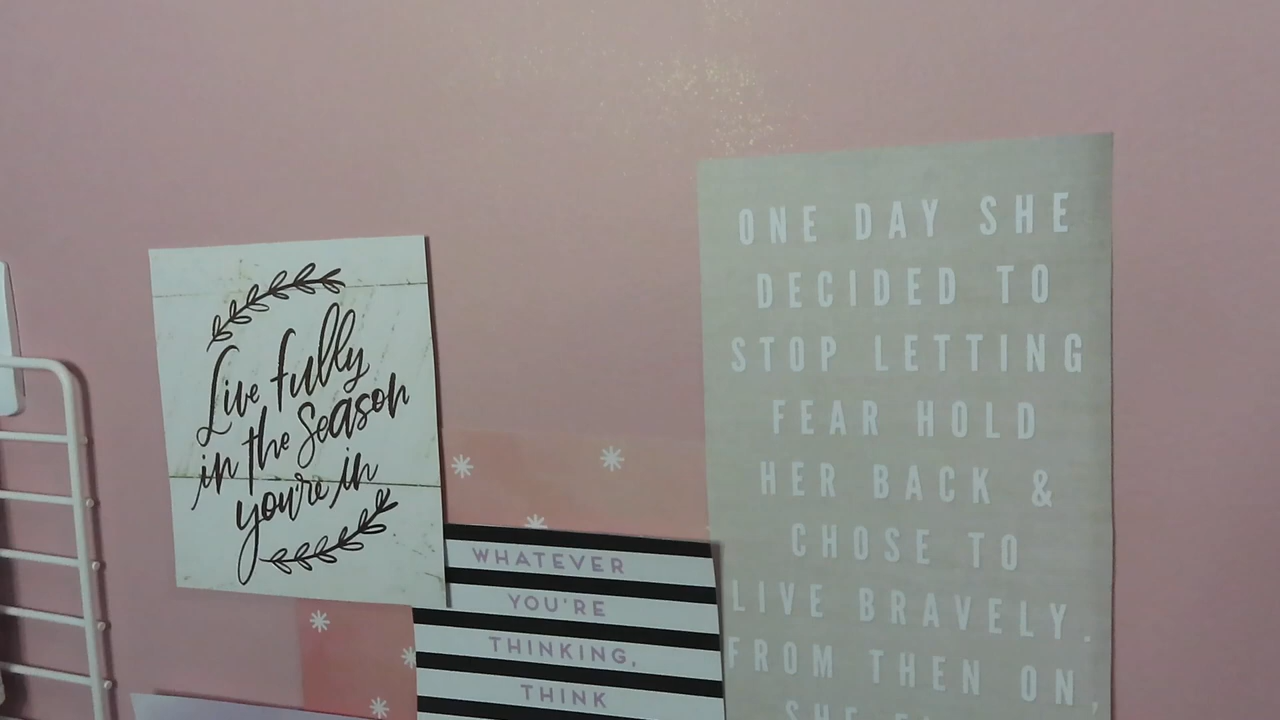 Live fully
in the Season
you're in
WHATEVER
YOU'RE
THINKING,
THINK
ONE DAY SHE
DECIDED TO
STOP LETTING
FEAR HOLD
HER BACK &
CHOSE TO
LIVE BRAVELY.
FROM THEN ON,
SHE